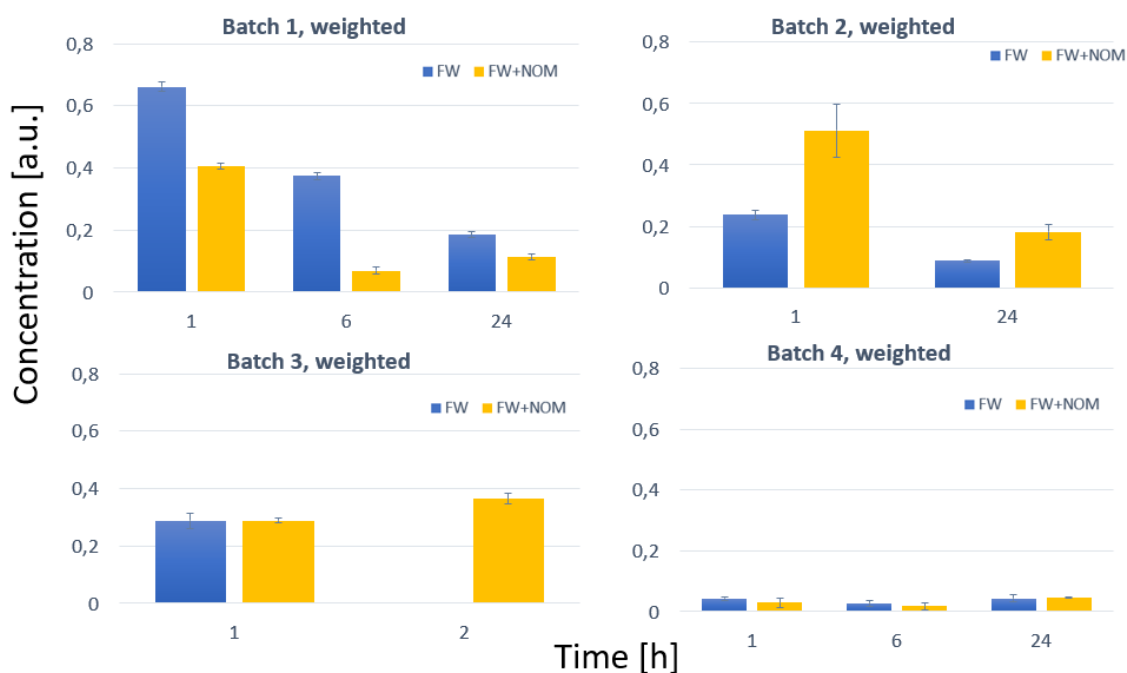 Batch 1, weighted
0,8
FW FW+NOM
0,6
0,4
0,2
0
1 6 24
Batch 2, weighted
0,8
FW FW+NOM
0,6
0,4
0,2
0
1 24
Batch 3, weighted
0,8
FW FW+NOM
0,6
0,4
0,2
0
1 2
Batch 4, weighted
0,8
FW FW+NOM
0,6
0,4
0,2
0
1 6 24
Concentration [a.u.]
Time [h]